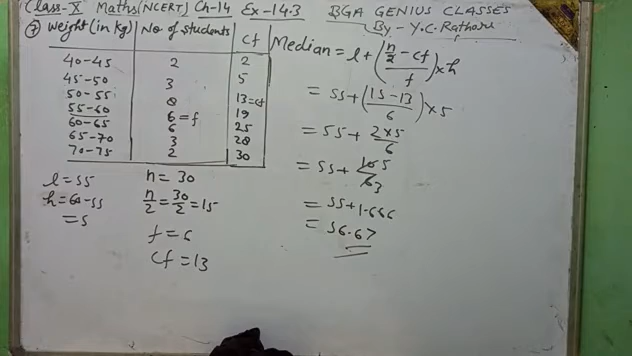 Class-X Maths(NCERT) Ch-14 Ex-14.3 BGA GENIUS CLASSES
By - Y.C. Rathore
⑦ Weight(in kg) No of students cf
40-45 2 2
45-50 3 5
50-55 8 13=cf
55-60 6=f 19
60-65 6 25
65-70 3 28
70-75 2 30
l=55 n=30
h=60-55 n/2=30/2=15
=5
f=6
cf=13
Median=l+(n/2-cf/f)×h
=55+(15-13/6)×5
=55+2×5/6
=55+10 5/6 3
=55+1.666
=56.67